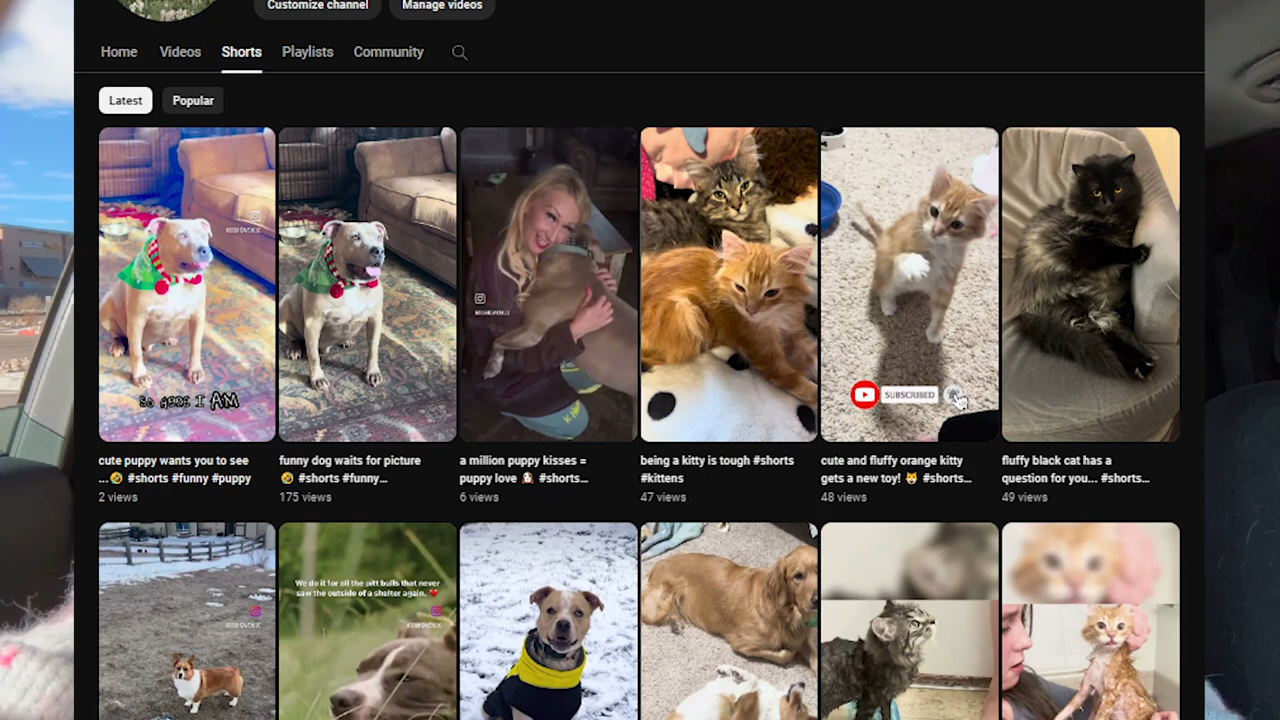 Customize channel
Manage videos
Home
Videos
Shorts
Playlists
Community
Latest
Popular
SO HERE I AM
SUBSCRIBED
cute puppy wants you to see
...🤣 #shorts #funny #puppy
2 views
funny dog waits for picture
🤣 #shorts #funny...
175 views
a million puppy kisses =
puppy love 🐶 #shorts...
6 views
being a kitty is tough #shorts
#kittens
47 views
cute and fluffy orange kitty
gets a new toy! 😸 #shorts...
48 views
fluffy black cat has a
question for you... #shorts...
49 views
We do it for all the pitt bulls that never
saw the outside of a shelter again. ❤